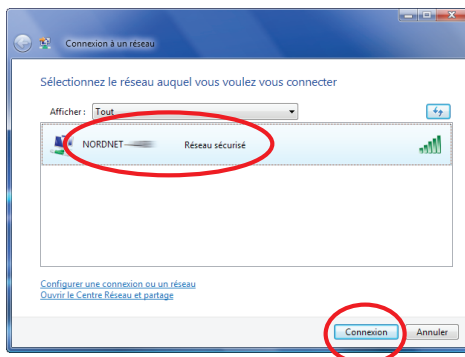 Connexion à un réseau
Sélectionnez le réseau auquel vous voulez vous connecter
Afficher : Tout
NORDNET Réseau sécurisé
Configurer une connexion ou un réseau
Ouvrir le Centre Réseau et partage
Connexion Annuler